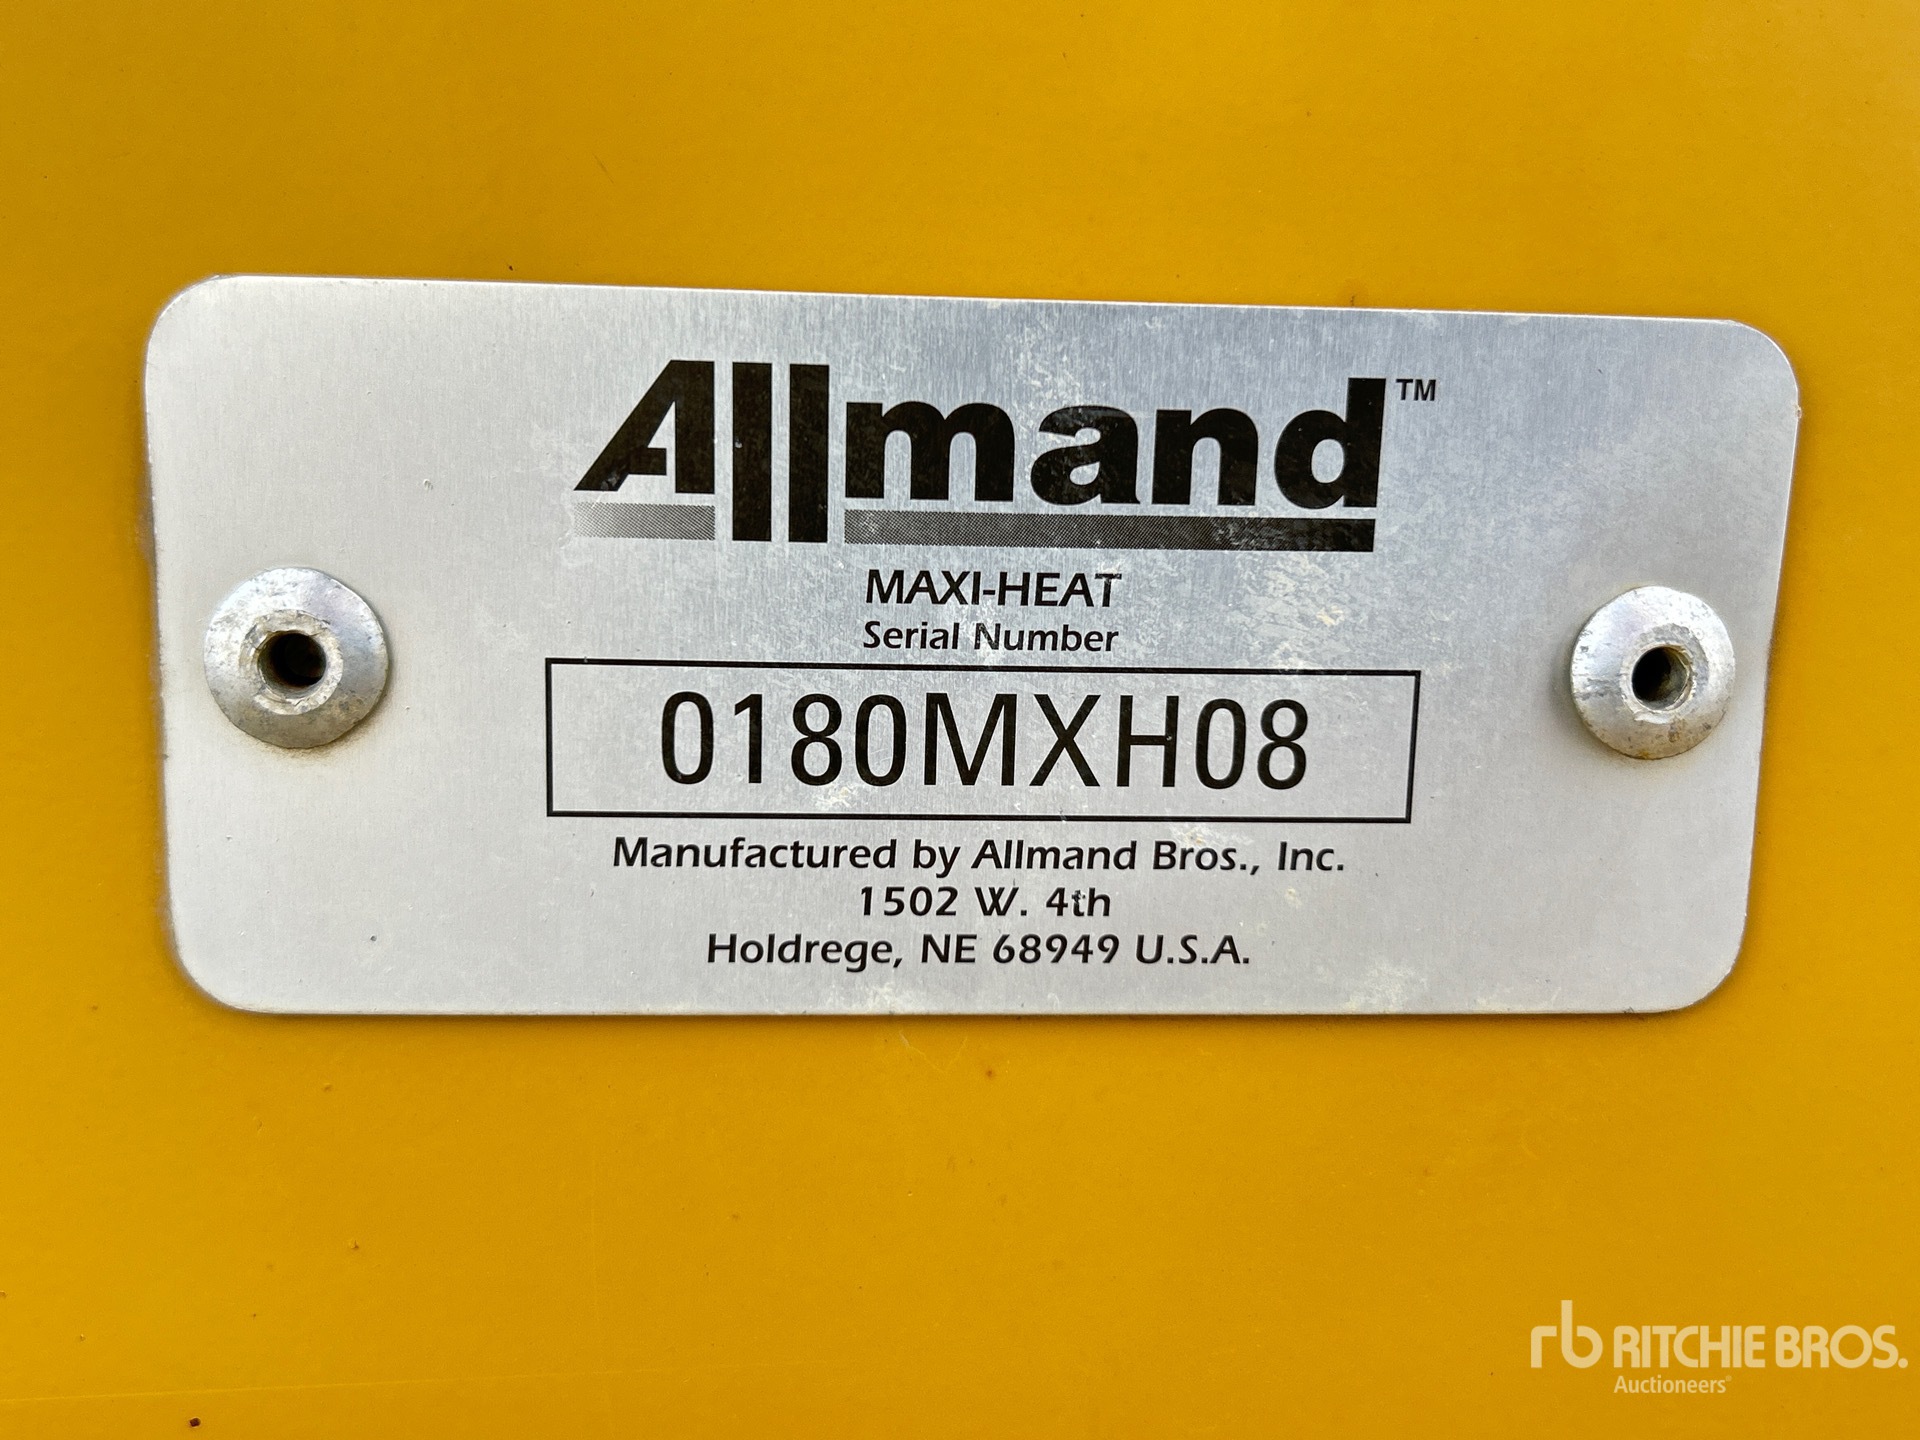 Allmand™
MAXI-HEAT
Serial Number
0180MXH08
Manufactured by Allmand Bros., Inc.
1502 W. 4th
Holdrege, NE 68949 U.S.A.
rb RITCHIE BROS.
Auctioneers®